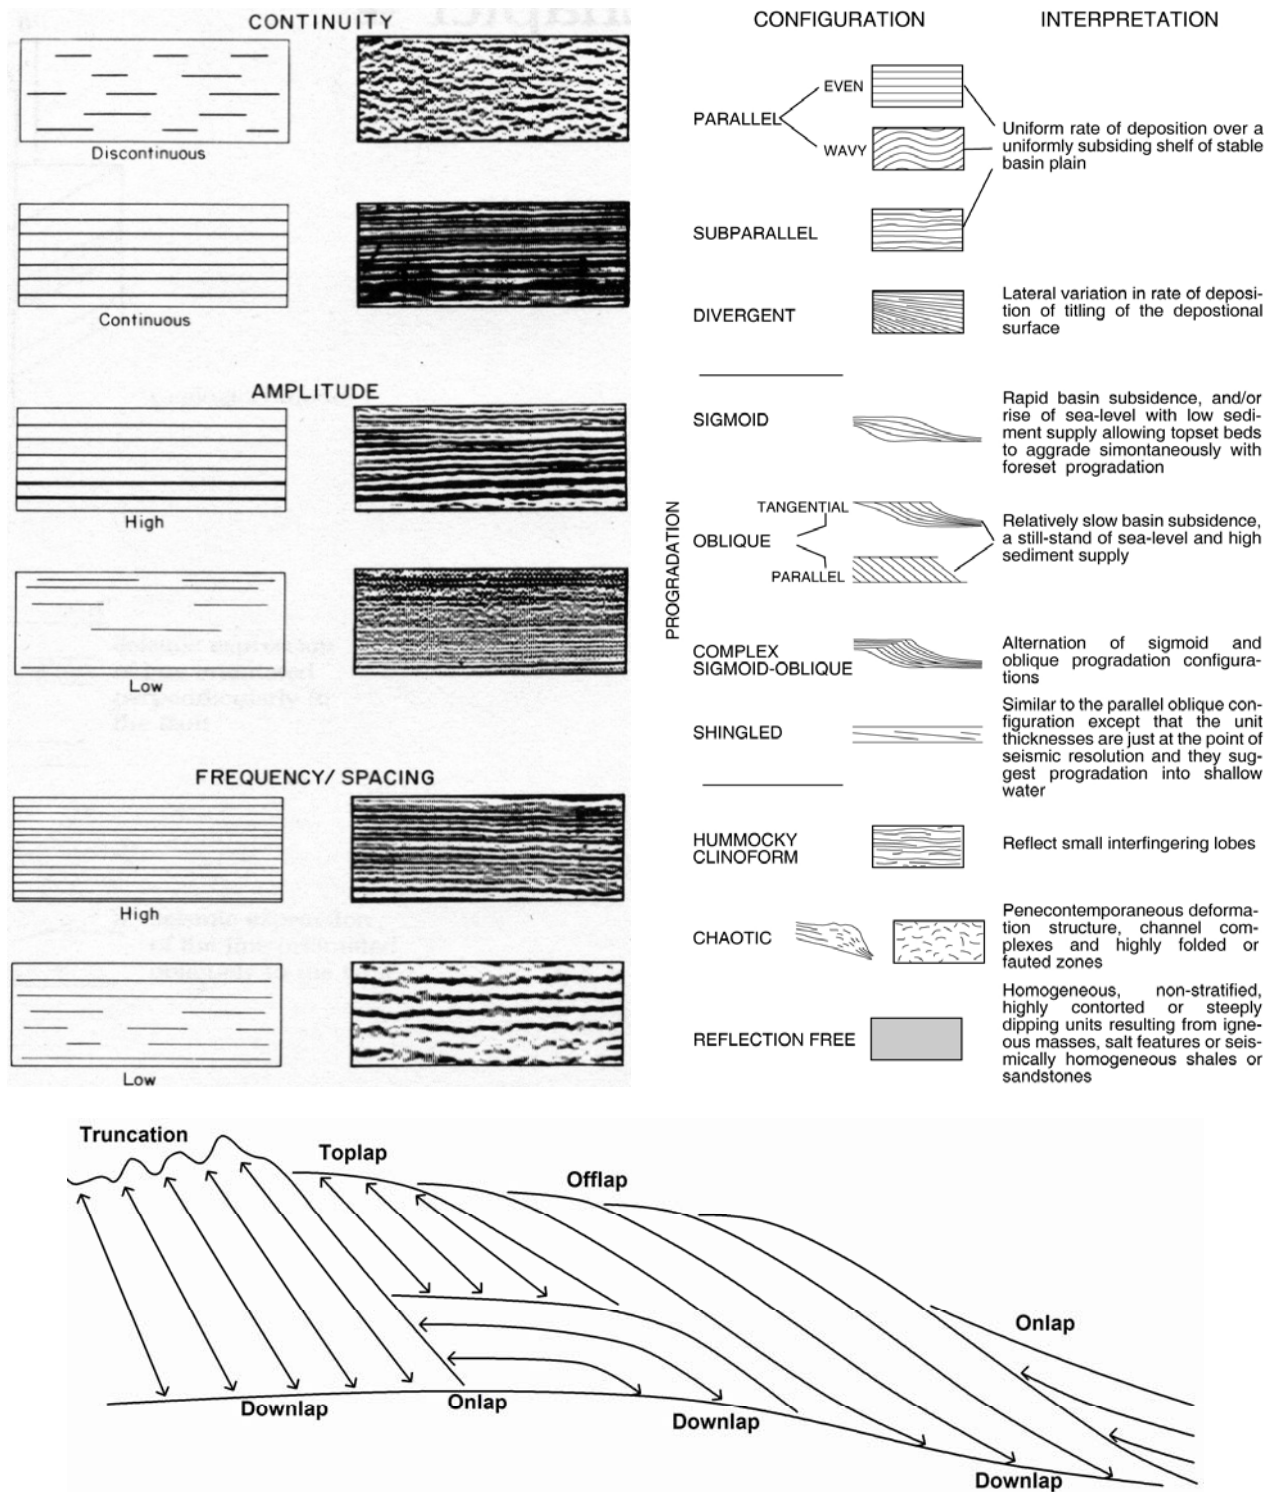 CONTINUITY
Discontinuous
Continuous
AMPLITUDE
High
Low
FREQUENCY/ SPACING
High
Low
CONFIGURATION
INTERPRETATION
PARALLEL
EVEN
WAVY
Uniform rate of deposition over a
uniformly subsiding shelf of stable
basin plain
SUBPARALLEL
DIVERGENT
Lateral variation in rate of deposi-
tion of titling of the depostional
surface
PROGRADATION
SIGMOID
Rapid basin subsidence, and/or
rise of sea-level with low sedi-
ment supply allowing topset beds
to aggrade simontaneously with
foreset progradation
OBLIQUE
TANGENTIAL
PARALLEL
Relatively slow basin subsidence,
a still-stand of sea-level and high
sediment supply
COMPLEX
SIGMOID-OBLIQUE
Alternation of sigmoid and
oblique progradation configura-
tions
SHINGLED
Similar to the parallel oblique con-
figuration except that the unit
thicknesses are just at the point of
seismic resolution and they sug-
gest progradation into shallow
water
HUMMOCKY
CLINOFORM
Reflect small interfingering lobes
CHAOTIC
Penecontemporaneous deforma-
tion structure, channel com-
plexes and highly folded or
fauted zones
REFLECTION FREE
Homogeneous, non-stratified,
highly contorted or steeply
dipping units resulting from igne-
ous masses, salt features or seis-
mically homogeneous shales or
sandstones
Truncation
Toplap
Offlap
Onlap
Downlap
Onlap
Downlap
Downlap